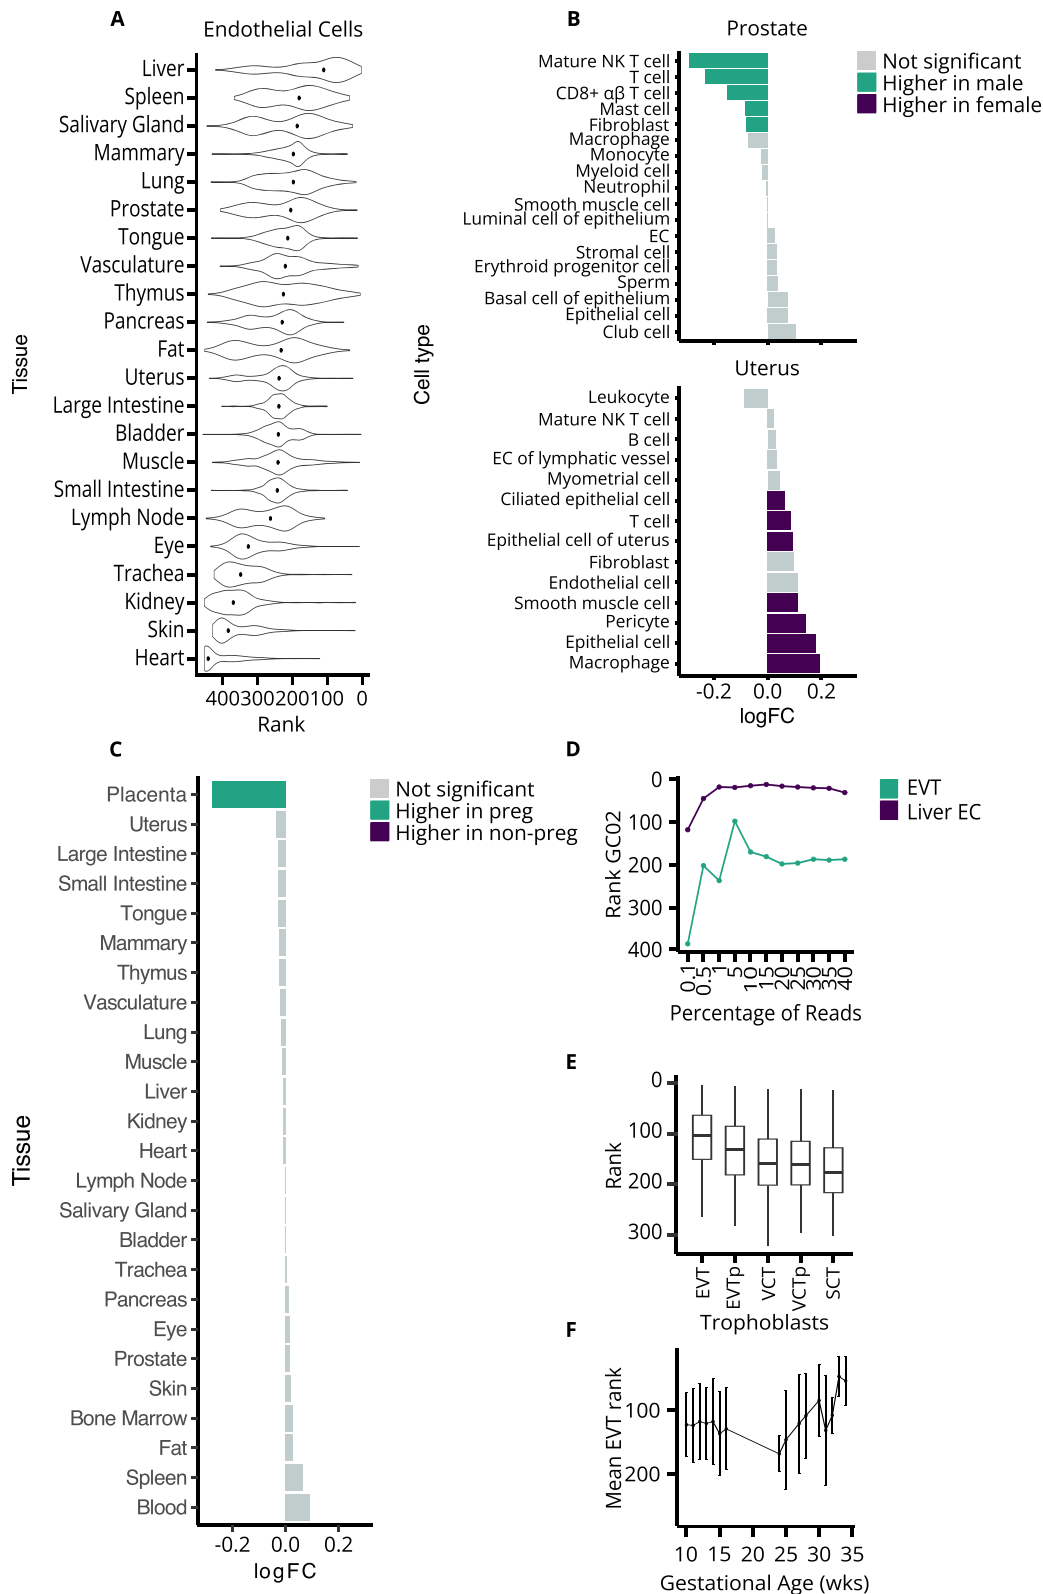 A
Endothelial Cells
Tissue
Liver
Spleen
Salivary Gland
Mammary
Lung
Prostate
Tongue
Vasculature
Thymus
Pancreas
Fat
Uterus
Large Intestine
Bladder
Muscle
Small Intestine
Lymph Node
Eye
Trachea
Kidney
Skin
Heart
400 300 200 100 0
Rank
B
Prostate
Cell type
Mature NK T cell
T cell
CD8+ αβ T cell
Mast cell
Fibroblast
Macrophage
Monocyte
Myeloid cell
Neutrophil
Smooth muscle cell
Luminal cell of epithelium
EC
Stromal cell
Erythroid progenitor cell
Sperm
Basal cell of epithelium
Epithelial cell
Club cell
Not significant
Higher in male
Higher in female
Uterus
Leukocyte
Mature NK T cell
B cell
EC of lymphatic vessel
Myometrial cell
Ciliated epithelial cell
T cell
Epithelial cell of uterus
Fibroblast
Endothelial cell
Smooth muscle cell
Pericyte
Epithelial cell
Macrophage
-0.2 0.0 0.2
logFC
C
Tissue
Placenta
Uterus
Large Intestine
Small Intestine
Tongue
Mammary
Thymus
Vasculature
Lung
Muscle
Liver
Kidney
Heart
Lymph Node
Salivary Gland
Bladder
Trachea
Pancreas
Eye
Prostate
Skin
Bone Marrow
Fat
Spleen
Blood
-0.2 0.0 0.2
logFC
Not significant
Higher in preg
Higher in non-preg
D
Rank GC02
0
100
200
300
400
0.1 0.5 1 5 10 15 20 25 30 35 40
Percentage of Reads
EVT
Liver EC
E
Rank
0
100
200
300
EVT EVTp VCT VCTp SCT
Trophoblasts
F
Mean EVT rank
100
200
10 15 20 25 30 35
Gestational Age (wks)